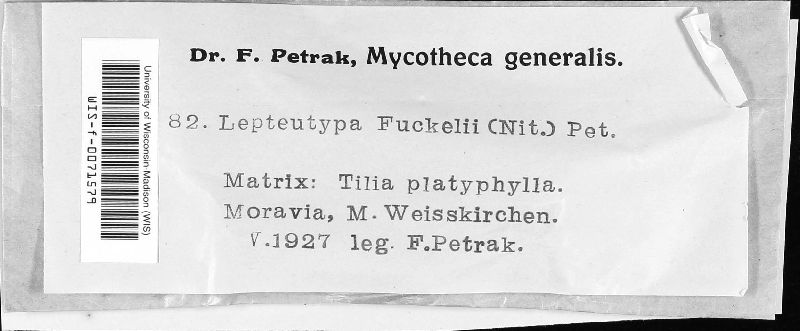 Dr. F. Petrak, Mycotheca generalis.
82. Lepteutypa Fuckelii (Nit.) Pet.
Matrix: Tilia platyphylla.
Moravia, M. Weisskirchen.
V.1927 leg. F.Petrak.
University of Wisconsin Madison (WIS)
WIS-f-0071579